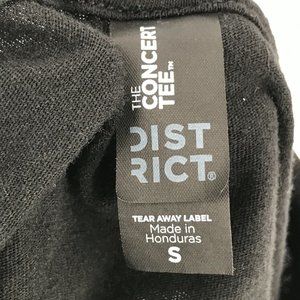 THE
CONCERT
TEE™
DIST
RICT®
TEAR AWAY LABEL
Made in
Honduras
S